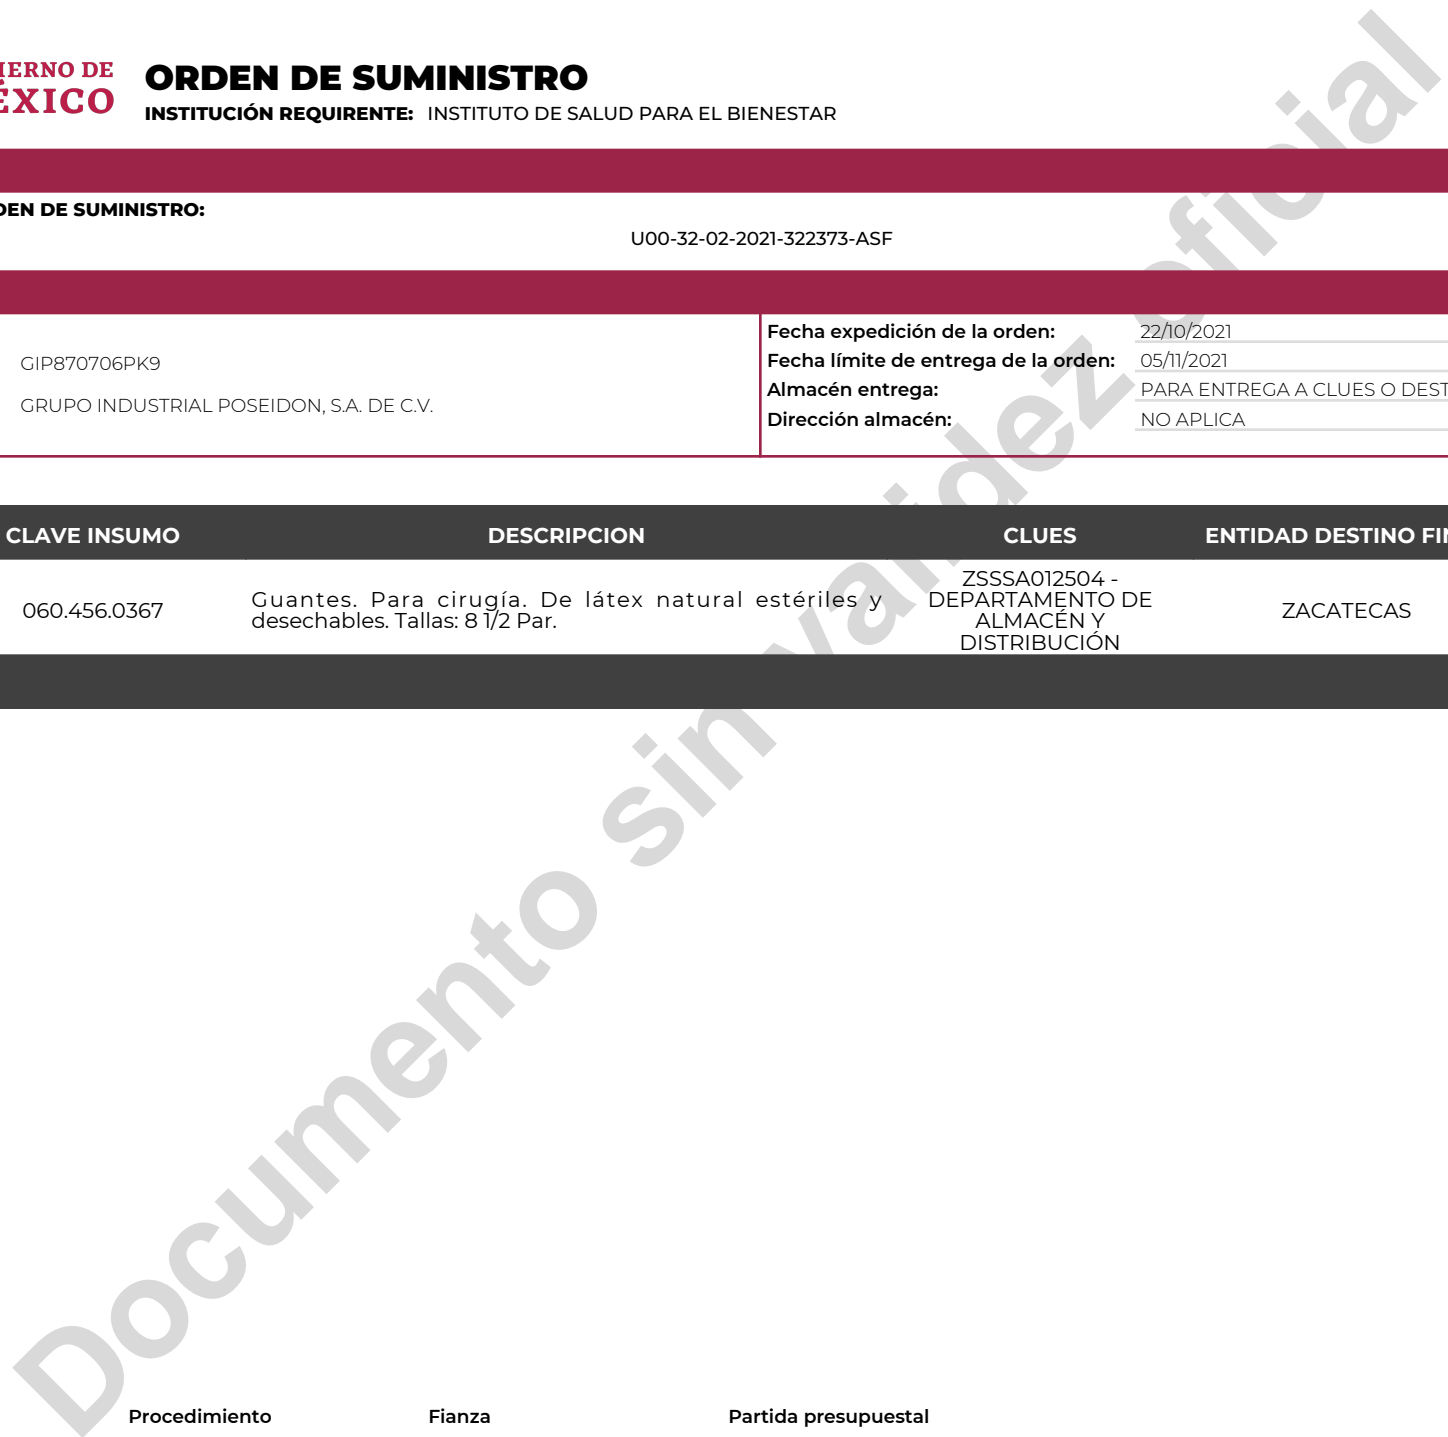 IERNO DE
ÉXICO
ORDEN DE SUMINISTRO
INSTITUCIÓN REQUIRENTE: INSTITUTO DE SALUD PARA EL BIENESTAR
DEN DE SUMINISTRO:
U00-32-02-2021-322373-ASF
GIP870706PK9
GRUPO INDUSTRIAL POSEIDON, S.A. DE C.V.
Fecha expedición de la orden: 22/10/2021
Fecha límite de entrega de la orden: 05/11/2021
Almacén entrega: PARA ENTREGA A CLUES O DEST
Dirección almacén: NO APLICA
CLAVE INSUMO DESCRIPCION CLUES ENTIDAD DESTINO FIN
060.456.0367
Guantes. Para cirugía. De látex natural estériles y
desechables. Tallas: 8 1/2 Par.
ZSSSA012504 -
DEPARTAMENTO DE
ALMACÉN Y
DISTRIBUCIÓN
ZACATECAS
Documento sin validez oficial
Procedimiento Fianza Partida presupuestal